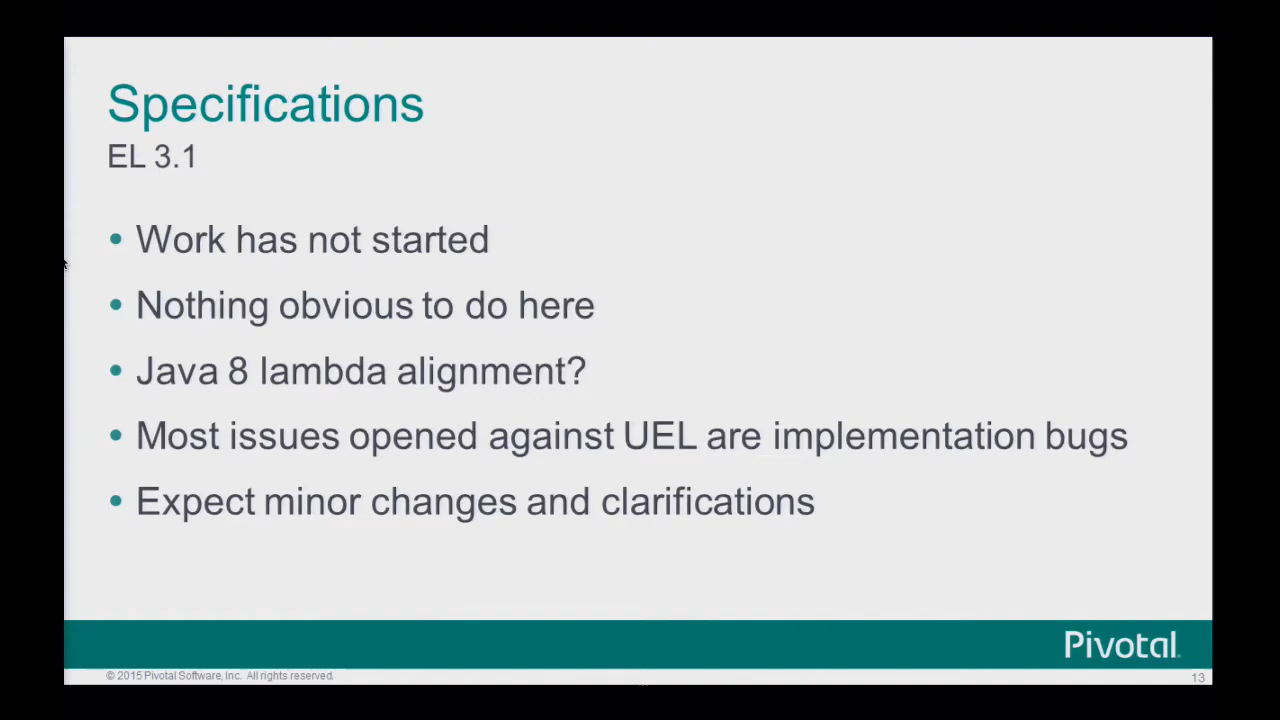 Specifications
EL 3.1
• Work has not started
• Nothing obvious to do here
• Java 8 lambda alignment?
• Most issues opened against UEL are implementation bugs
• Expect minor changes and clarifications
Pivotal
© 2015 Pivotal Software, Inc. All rights reserved.
13